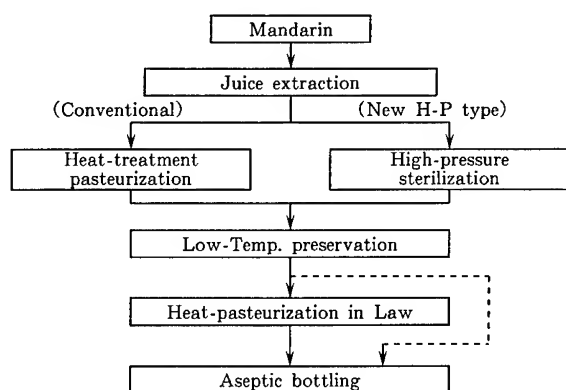 Mandarin
Juice extraction
(Conventional)
(New H-P type)
Heat-treatment
pasteurization
High-pressure
sterilization
Low-Temp. preservation
Heat-pasteurization in Law
Aseptic bottling